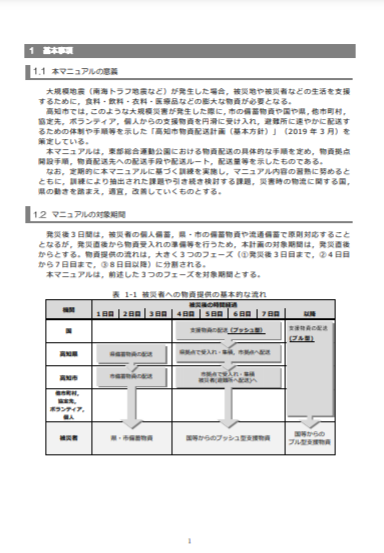 1 基本事項
1.1 本マニュアルの意義
大規模地震（南海トラフ地震など）が発生した場合，被災地や被災者などの生活を支援
するために，食料・飲料・衣料・医療品などの膨大な物資が必要となる。
高知市では,このような大規模災害が発生した際に，市の備蓄物資や国や県,他市町村，
協定先，ボランティア，個人からの支援物資を円滑に受け入れ，避難所に速やかに配送す
るための体制や手順等を示した「高知市物資配送計画（基本方針）」（2019 年 3 月）を
策定している。
本マニュアルは，東部総合運動公園における物資配送の具体的な手順を定め，物資拠点
開設手順，物資配送先への配送手段や配送ルート，配送量等を示したものである。
なお，定期的に本マニュアルに基づく訓練を実施し，マニュアル内容の習熟に努めると
ともに，訓練により抽出された課題や引き続き検討する課題，災害時の物流に関する国，
県の動きを踏まえ，適宜，改善していくものとする。
1.2 マニュアルの対象期間
発災後３日間は，被災者の個人備蓄，県・市の備蓄物資や流通備蓄で原則対応すること
となるが，発災直後から物資受入れの準備等を行うため，本計画の対象期間は，発災直後
からとする。物資提供の流れは，大きく３つのフェーズ（①発災後３日目まで，②４日目
から７日目まで，③８日目以降）に分割される。
本マニュアルは，前述した３つのフェーズを対象期間とする。
表 1-1 被災者への物資提供の基本的な流れ
機関 被災後の時間経過
1日目 2日目 3日目 4日目 5日目 6日目 7日目 以降
国 支援物資の配送（プッシュ型） 支援物資の配送
（プル型）
高知県 県備蓄物資の配送 県拠点で受入れ・集積、市拠点へ配送
高知市 市備蓄物資の配送 市拠点で受入れ・集積
被災者(避難所へ配送)へ
他市町村，
協定先，
ボランティア，
個人
被災者 県・市備蓄物資 国等からのプッシュ型支援物資 国等からの
プル型支援物資
1